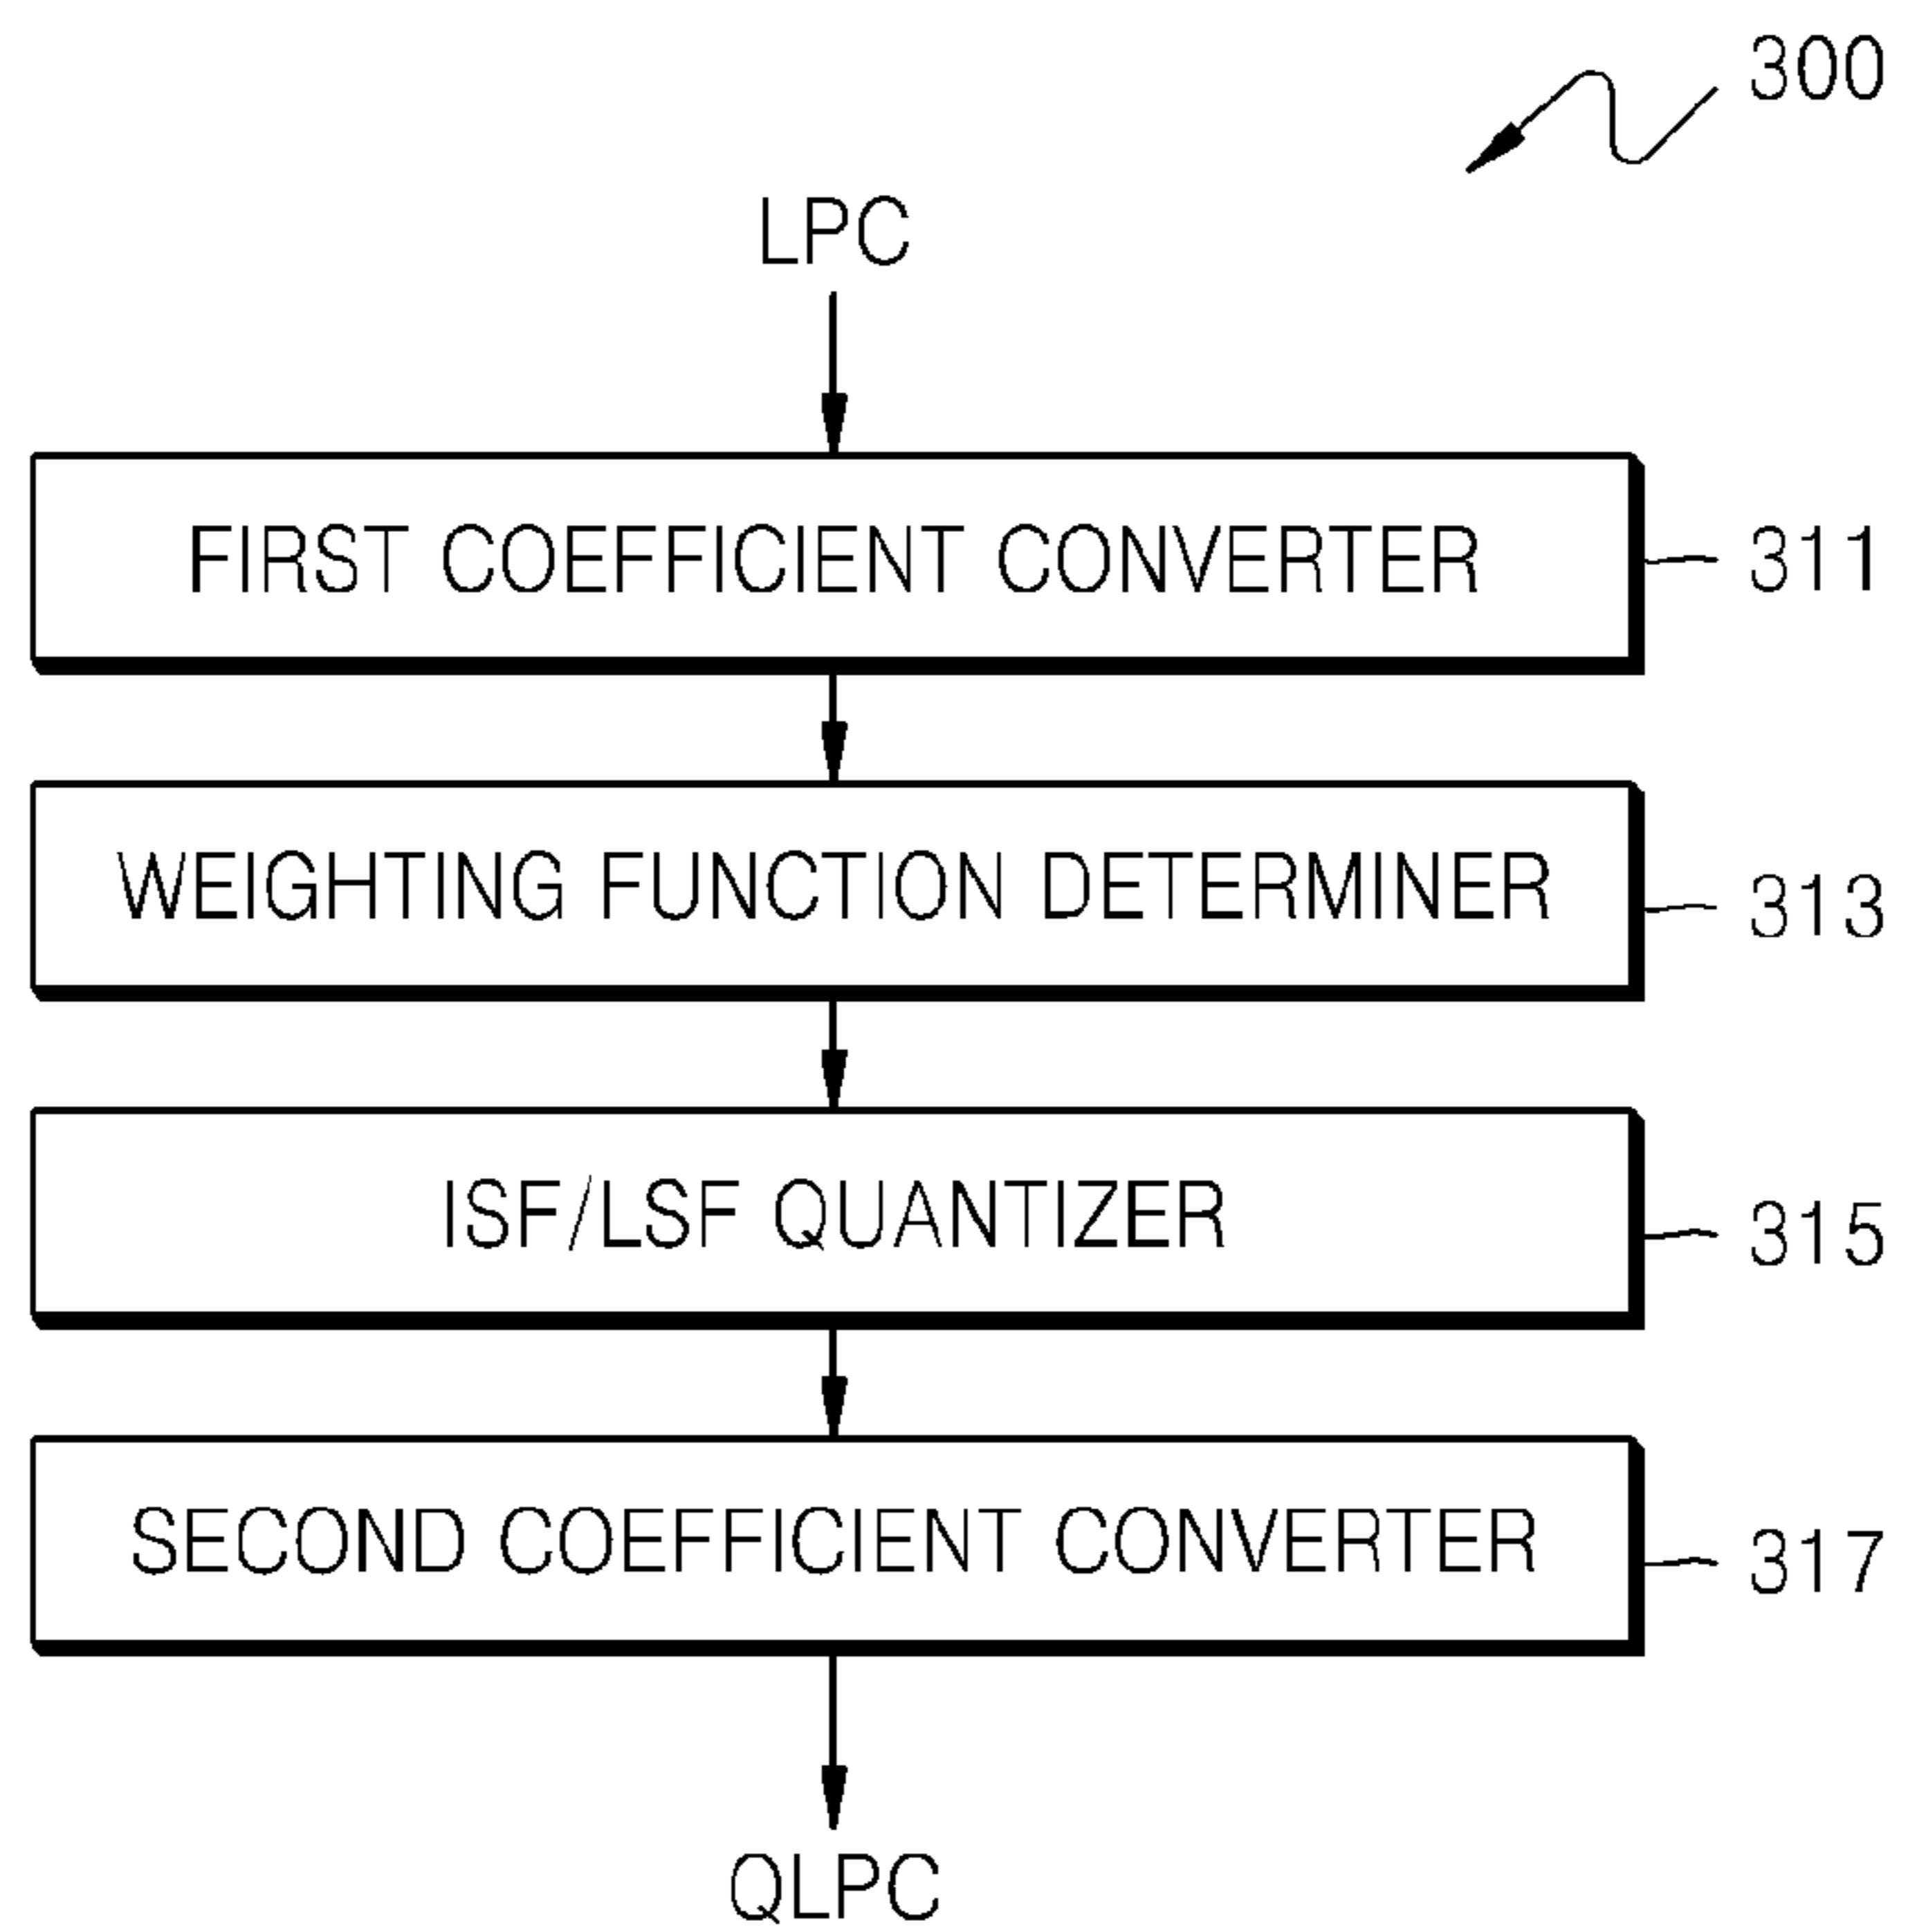 300
LPC
FIRST COEFFICIENT CONVERTER
311
WEIGHTING FUNCTION DETERMINER
313
ISF/LSF QUANTIZER
315
SECOND COEFFICIENT CONVERTER
317
QLPC